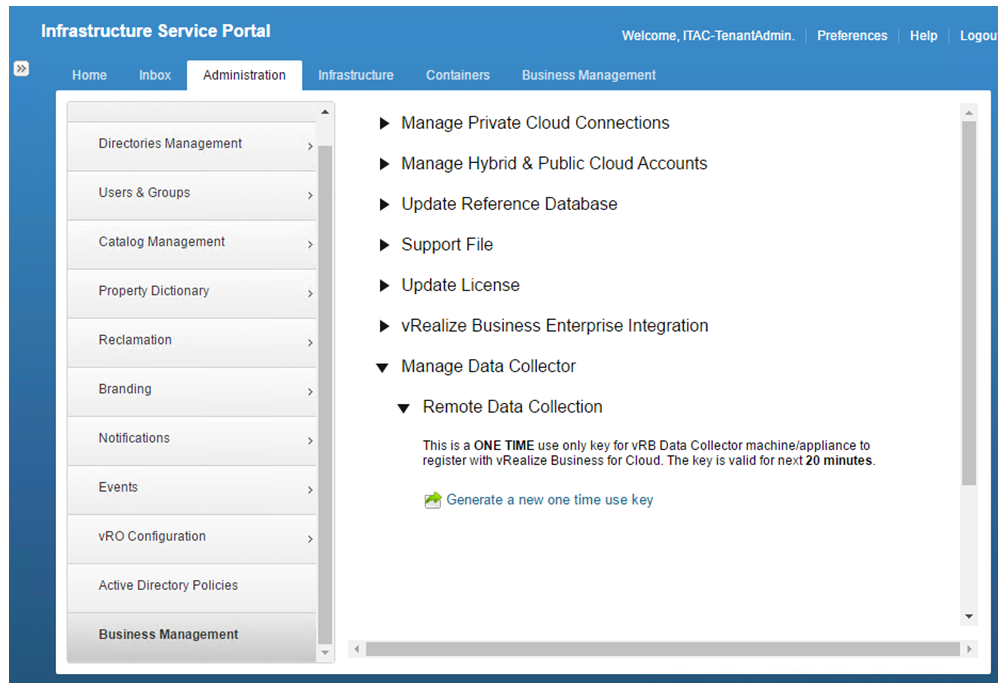 Infrastructure Service Portal
Welcome, ITAC-TenantAdmin. Preferences Help Logou
Home Inbox Administration Infrastructure Containers Business Management
Directories Management
Users & Groups
Catalog Management
Property Dictionary
Reclamation
Branding
Notifications
Events
vRO Configuration
Active Directory Policies
Business Management
Manage Private Cloud Connections
Manage Hybrid & Public Cloud Accounts
Update Reference Database
Support File
Update License
vRealize Business Enterprise Integration
Manage Data Collector
Remote Data Collection
This is a ONE TIME use only key for vRB Data Collector machine/appliance to
register with vRealize Business for Cloud. The key is valid for next 20 minutes.
Generate a new one time use key